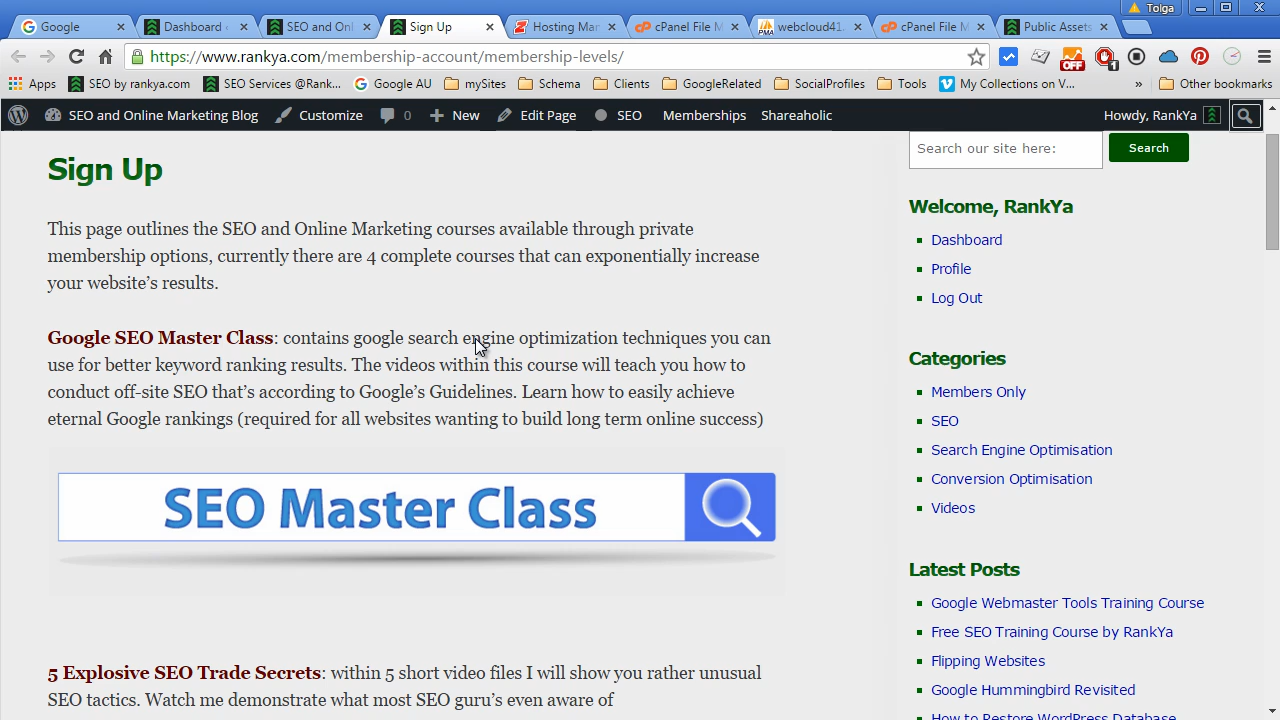 Google
Dashboard
SEO and Onl
Sign Up
Hosting Mar
cPanel File M
webcloud41.
cPanel File M
Public Assets
Tolga
https://www.rankya.com/membership-account/membership-levels/
OFF
1
Apps
SEO by rankya.com
SEOServices @Rank...
Google AU
mySites
Schema
Clients
GoogleRelated
SocialProfiles
Tools
My Collections on V...
»
Other bookmarks
SEO and Online Marketing Blog
Customize
0
New
Edit Page
SEO
Memberships
Shareaholic
Howdy, RankYa
Sign Up
This page outlines the SEO and Online Marketing courses available through private
membership options, currently there are 4 complete courses that can exponentially increase
your website’s results.
Google SEO Master Class: contains google search engine optimization techniques you can
use for better keyword ranking results. The videos within this course will teach you how to
conduct off-site SEO that’s according to Google’s Guidelines. Learn how to easily achieve
eternal Google rankings (required for all websites wanting to build long term online success)
SEO Master Class
5 Explosive SEO Trade Secrets: within 5 short video files I will show you rather unusual
SEO tactics. Watch me demonstrate what most SEO guru’s even aware of
Search our site here:
Search
Welcome, RankYa
Dashboard
Profile
Log Out
Categories
Members Only
SEO
Search Engine Optimisation
Conversion Optimisation
Videos
Latest Posts
Google Webmaster Tools Training Course
Free SEO Training Course by RankYa
Flipping Websites
Google Hummingbird Revisited
How to Restore WordPress Database